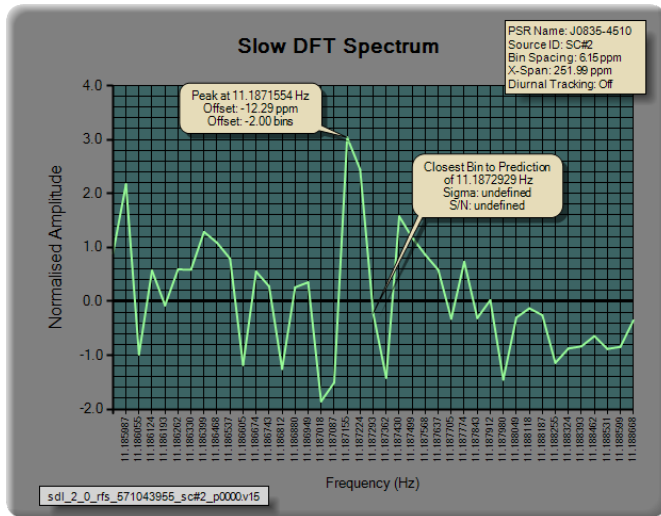 Slow DFT Spectrum
PSR Name: J0835-4510
Source ID: SC#2
Bin Spacing: 6.15 ppm
X-Span: 251.99 ppm
Diurnal Tracking: Off
Peak at 11.1871554 Hz
Offset: -12.29 ppm
Offset: -2.00 bins
Closest Bin to Prediction
of 11.1872929 Hz
Sigma: undefined
S/N: undefined
Normalised Amplitude
4.0
3.0
2.0
1.0
0.0
-1.0
-2.0
11.185987
11.186055
11.186124
11.186193
11.186262
11.186330
11.186399
11.186468
11.186537
11.186605
11.186674
11.186743
11.186812
11.186880
11.186949
11.187018
11.187087
11.187155
11.187224
11.187293
11.187362
11.187430
11.187499
11.187568
11.187637
11.187705
11.187774
11.187843
11.187912
11.187980
11.188049
11.188118
11.188187
11.188255
11.188324
11.188393
11.188462
11.188531
11.188599
11.188668
Frequency (Hz)
sdl_2_0_rfs_571043955_sc#2_p0000.v15